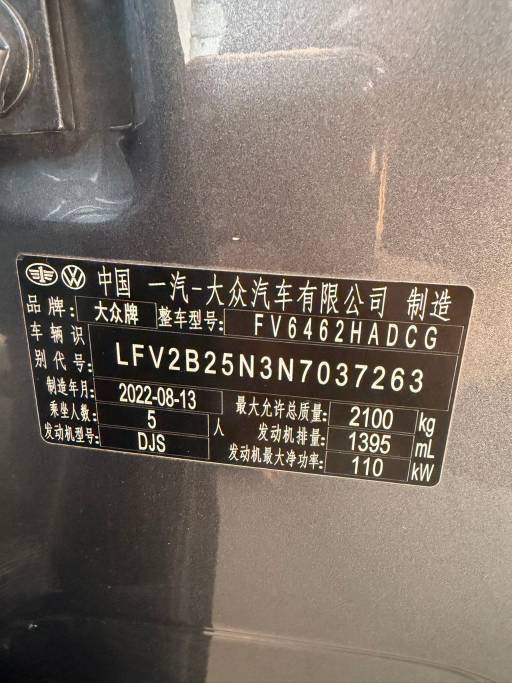 中国 一汽-大众汽车有限公司 制造
品牌: 大众牌 整车型号: FV6462HADCG
车辆识别代号: LFV2B25N3N7037263
制造年月: 2022-08-13 最大允许总质量: 2100 kg
乘坐人数: 5 人 发动机排量: 1395 mL
发动机型号: DJS 发动机最大净功率: 110 kW